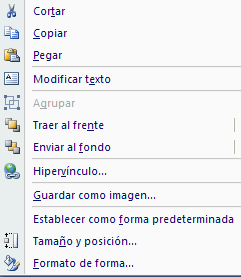 Cortar
Copiar
Pegar
Modificar texto
Agrupar
Traer al frente
Enviar al fondo
Hipervínculo...
Guardar como imagen...
Establecer como forma predeterminada
Tamaño y posición...
Formato de forma...